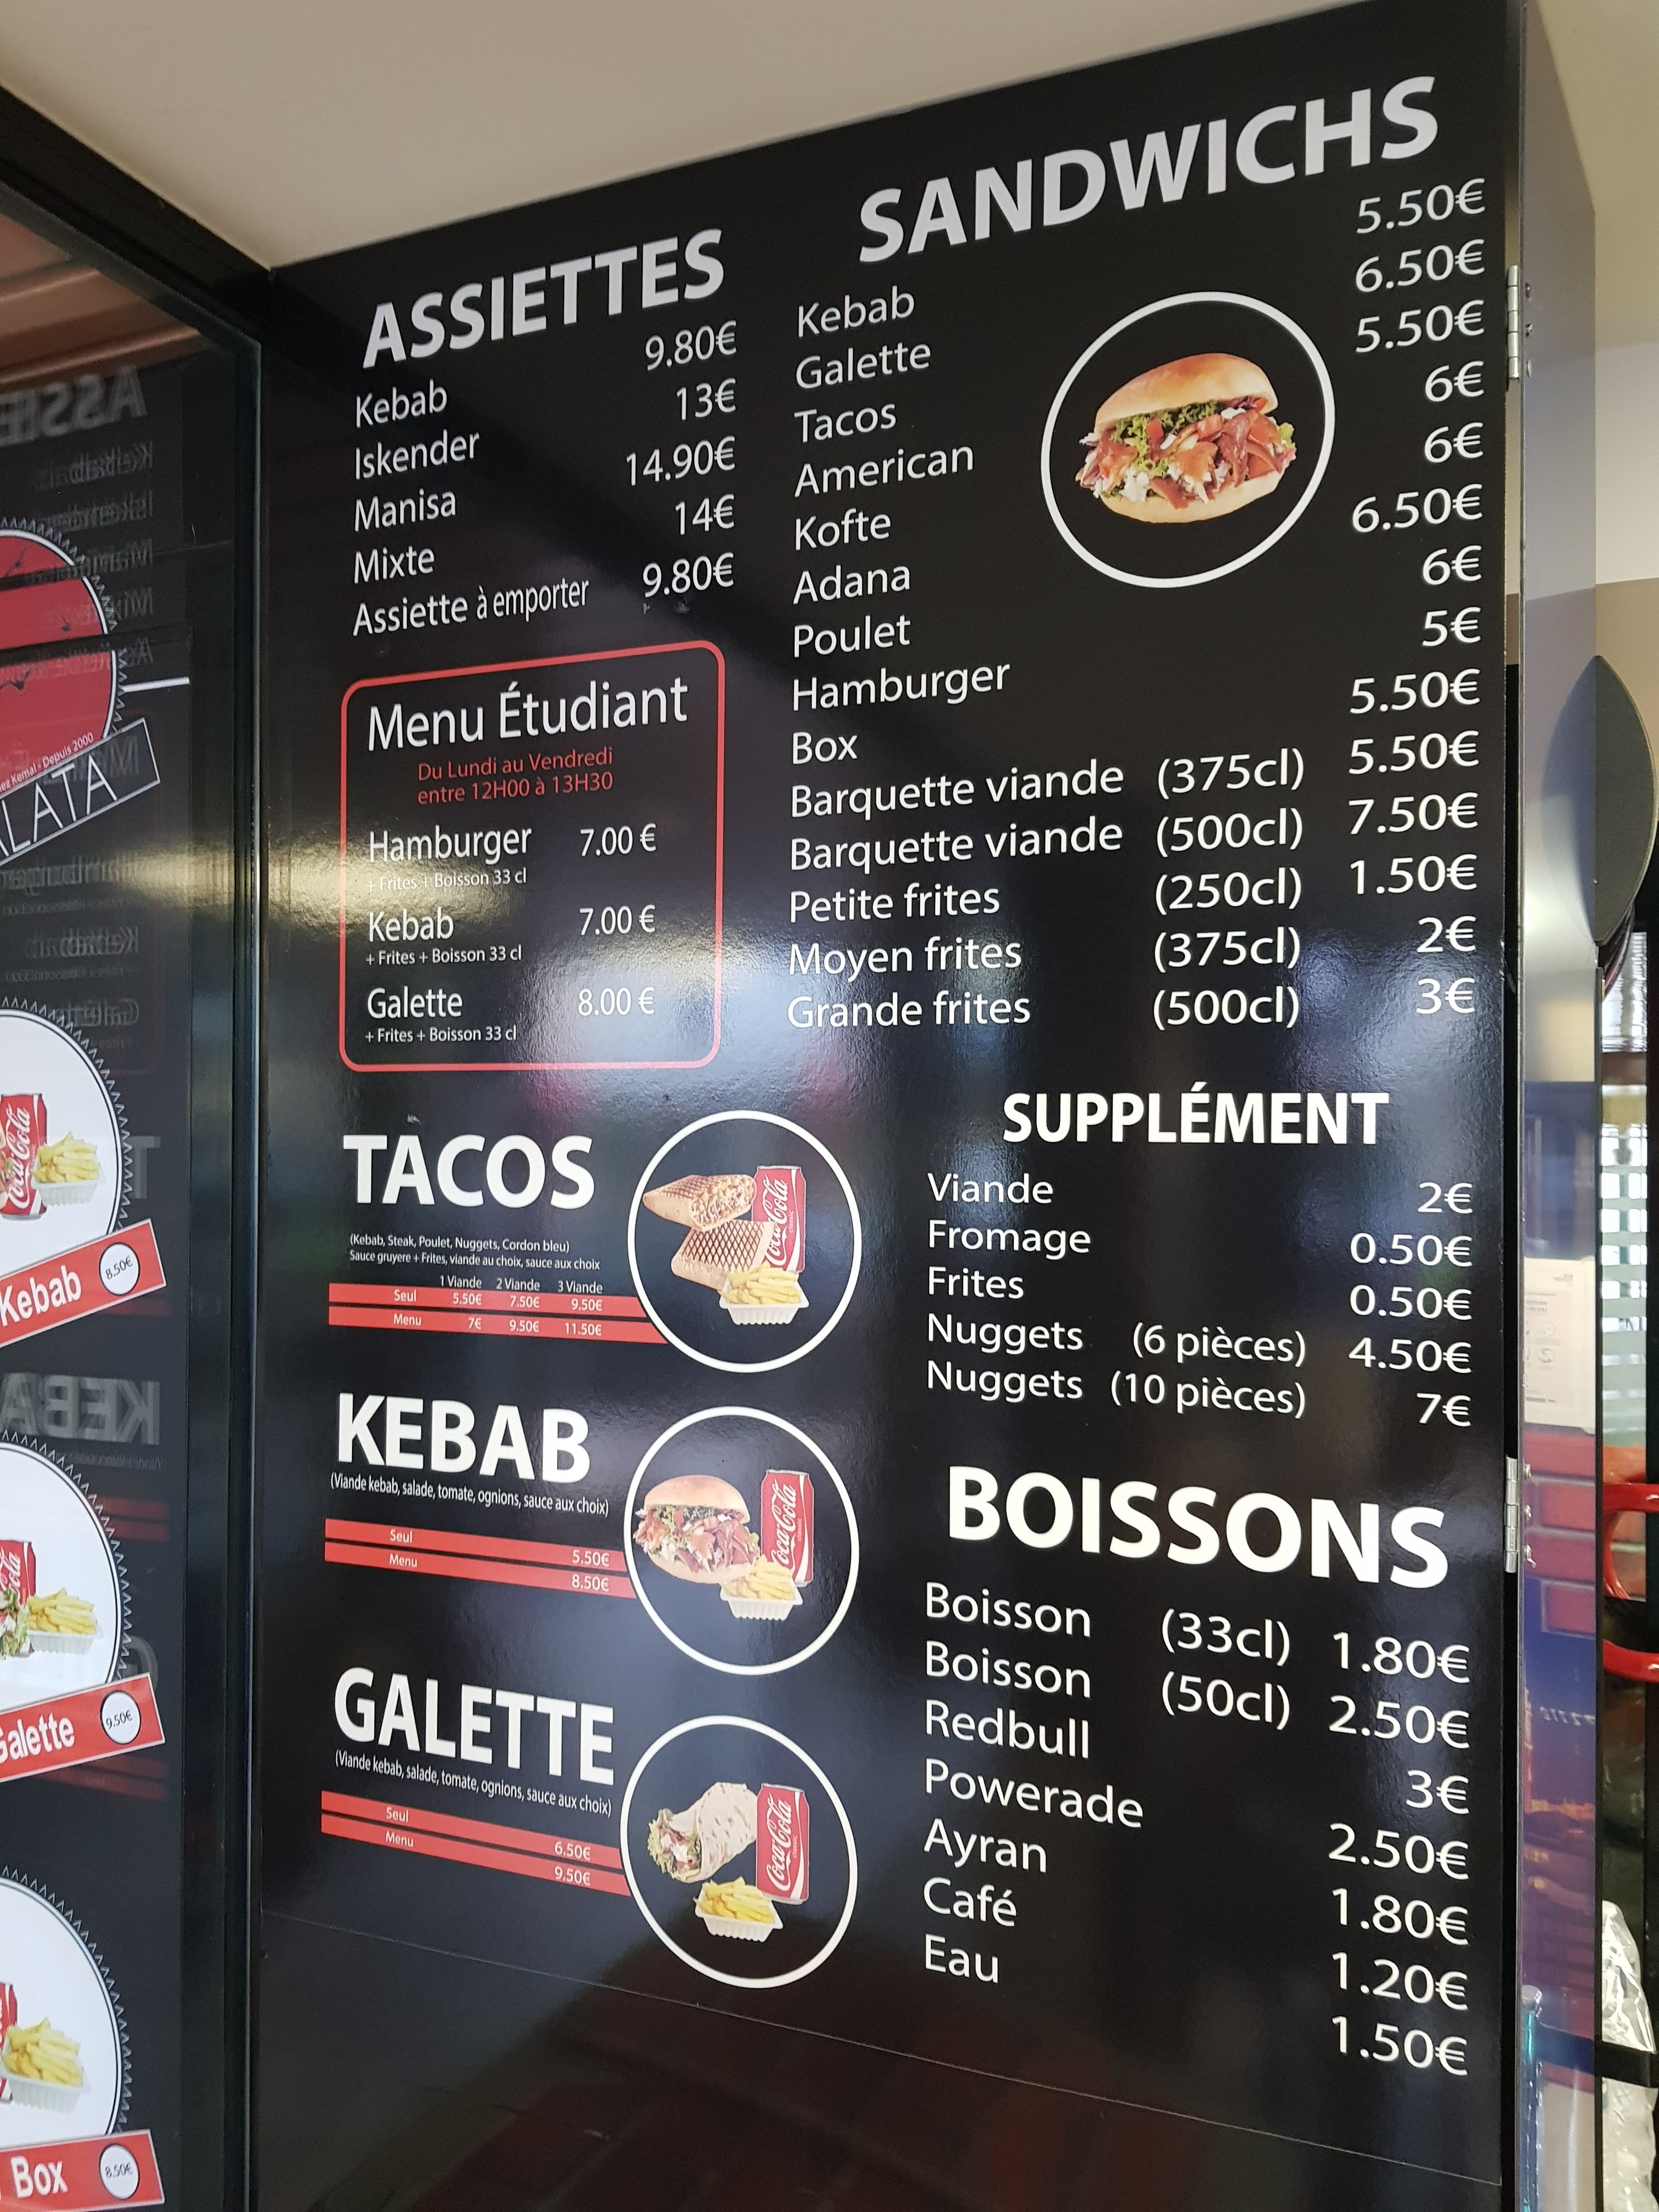 ASSIETTES
Kebab 9.80€
Iskender 13€
Manisa 14.90€
Mixte 14€
Assiette à emporter 9.80€
Menu Étudiant
Du Lundi au Vendredi
entre 12H00 à 13H30
Hamburger 7.00 €
+ Frites + Boisson 33 cl
Kebab 7.00 €
+ Frites + Boisson 33 cl
Galette 8.00 €
+ Frites + Boisson 33 cl
TACOS
(Kebab, Steak, Poulet, Nuggets, Cordon bleu)
Sauce gruyere + Frites, viande au choix, sauce aux choix
1 Viande 2 Viande 3 Viande
Seul 5.50€ 7.50€ 9.50€
Menu 7€ 9.50€ 11.50€
KEBAB
(Viande kebab, salade, tomate, ognions, sauce aux choix)
Seul 5.50€
Menu 8.50€
GALETTE
(Viande kebab, salade, tomate, ognions, sauce aux choix)
Seul 6.50€
Menu 9.50€
SANDWICHS
Kebab 5.50€
Galette 6.50€
Tacos 5.50€
American 6€
Kofte 6€
Adana 6.50€
Poulet 6€
Hamburger 5€
Box 5.50€
Barquette viande (375cl) 5.50€
Barquette viande (500cl) 7.50€
Petite frites (250cl) 1.50€
Moyen frites (375cl) 2€
Grande frites (500cl) 3€
SUPPLÉMENT
Viande 2€
Fromage 0.50€
Frites 0.50€
Nuggets (6 pièces) 4.50€
Nuggets (10 pièces) 7€
BOISSONS
Boisson (33cl) 1.80€
Boisson (50cl) 2.50€
Redbull 3€
Powerade 2.50€
Ayran 1.80€
Café 1.20€
Eau 1.50€
Coca-Cola
Coca-Cola
Coca-Cola
Kemal - Depuis 2000
Kebab 8.50€
Galette 9.50€
Box 8.50€